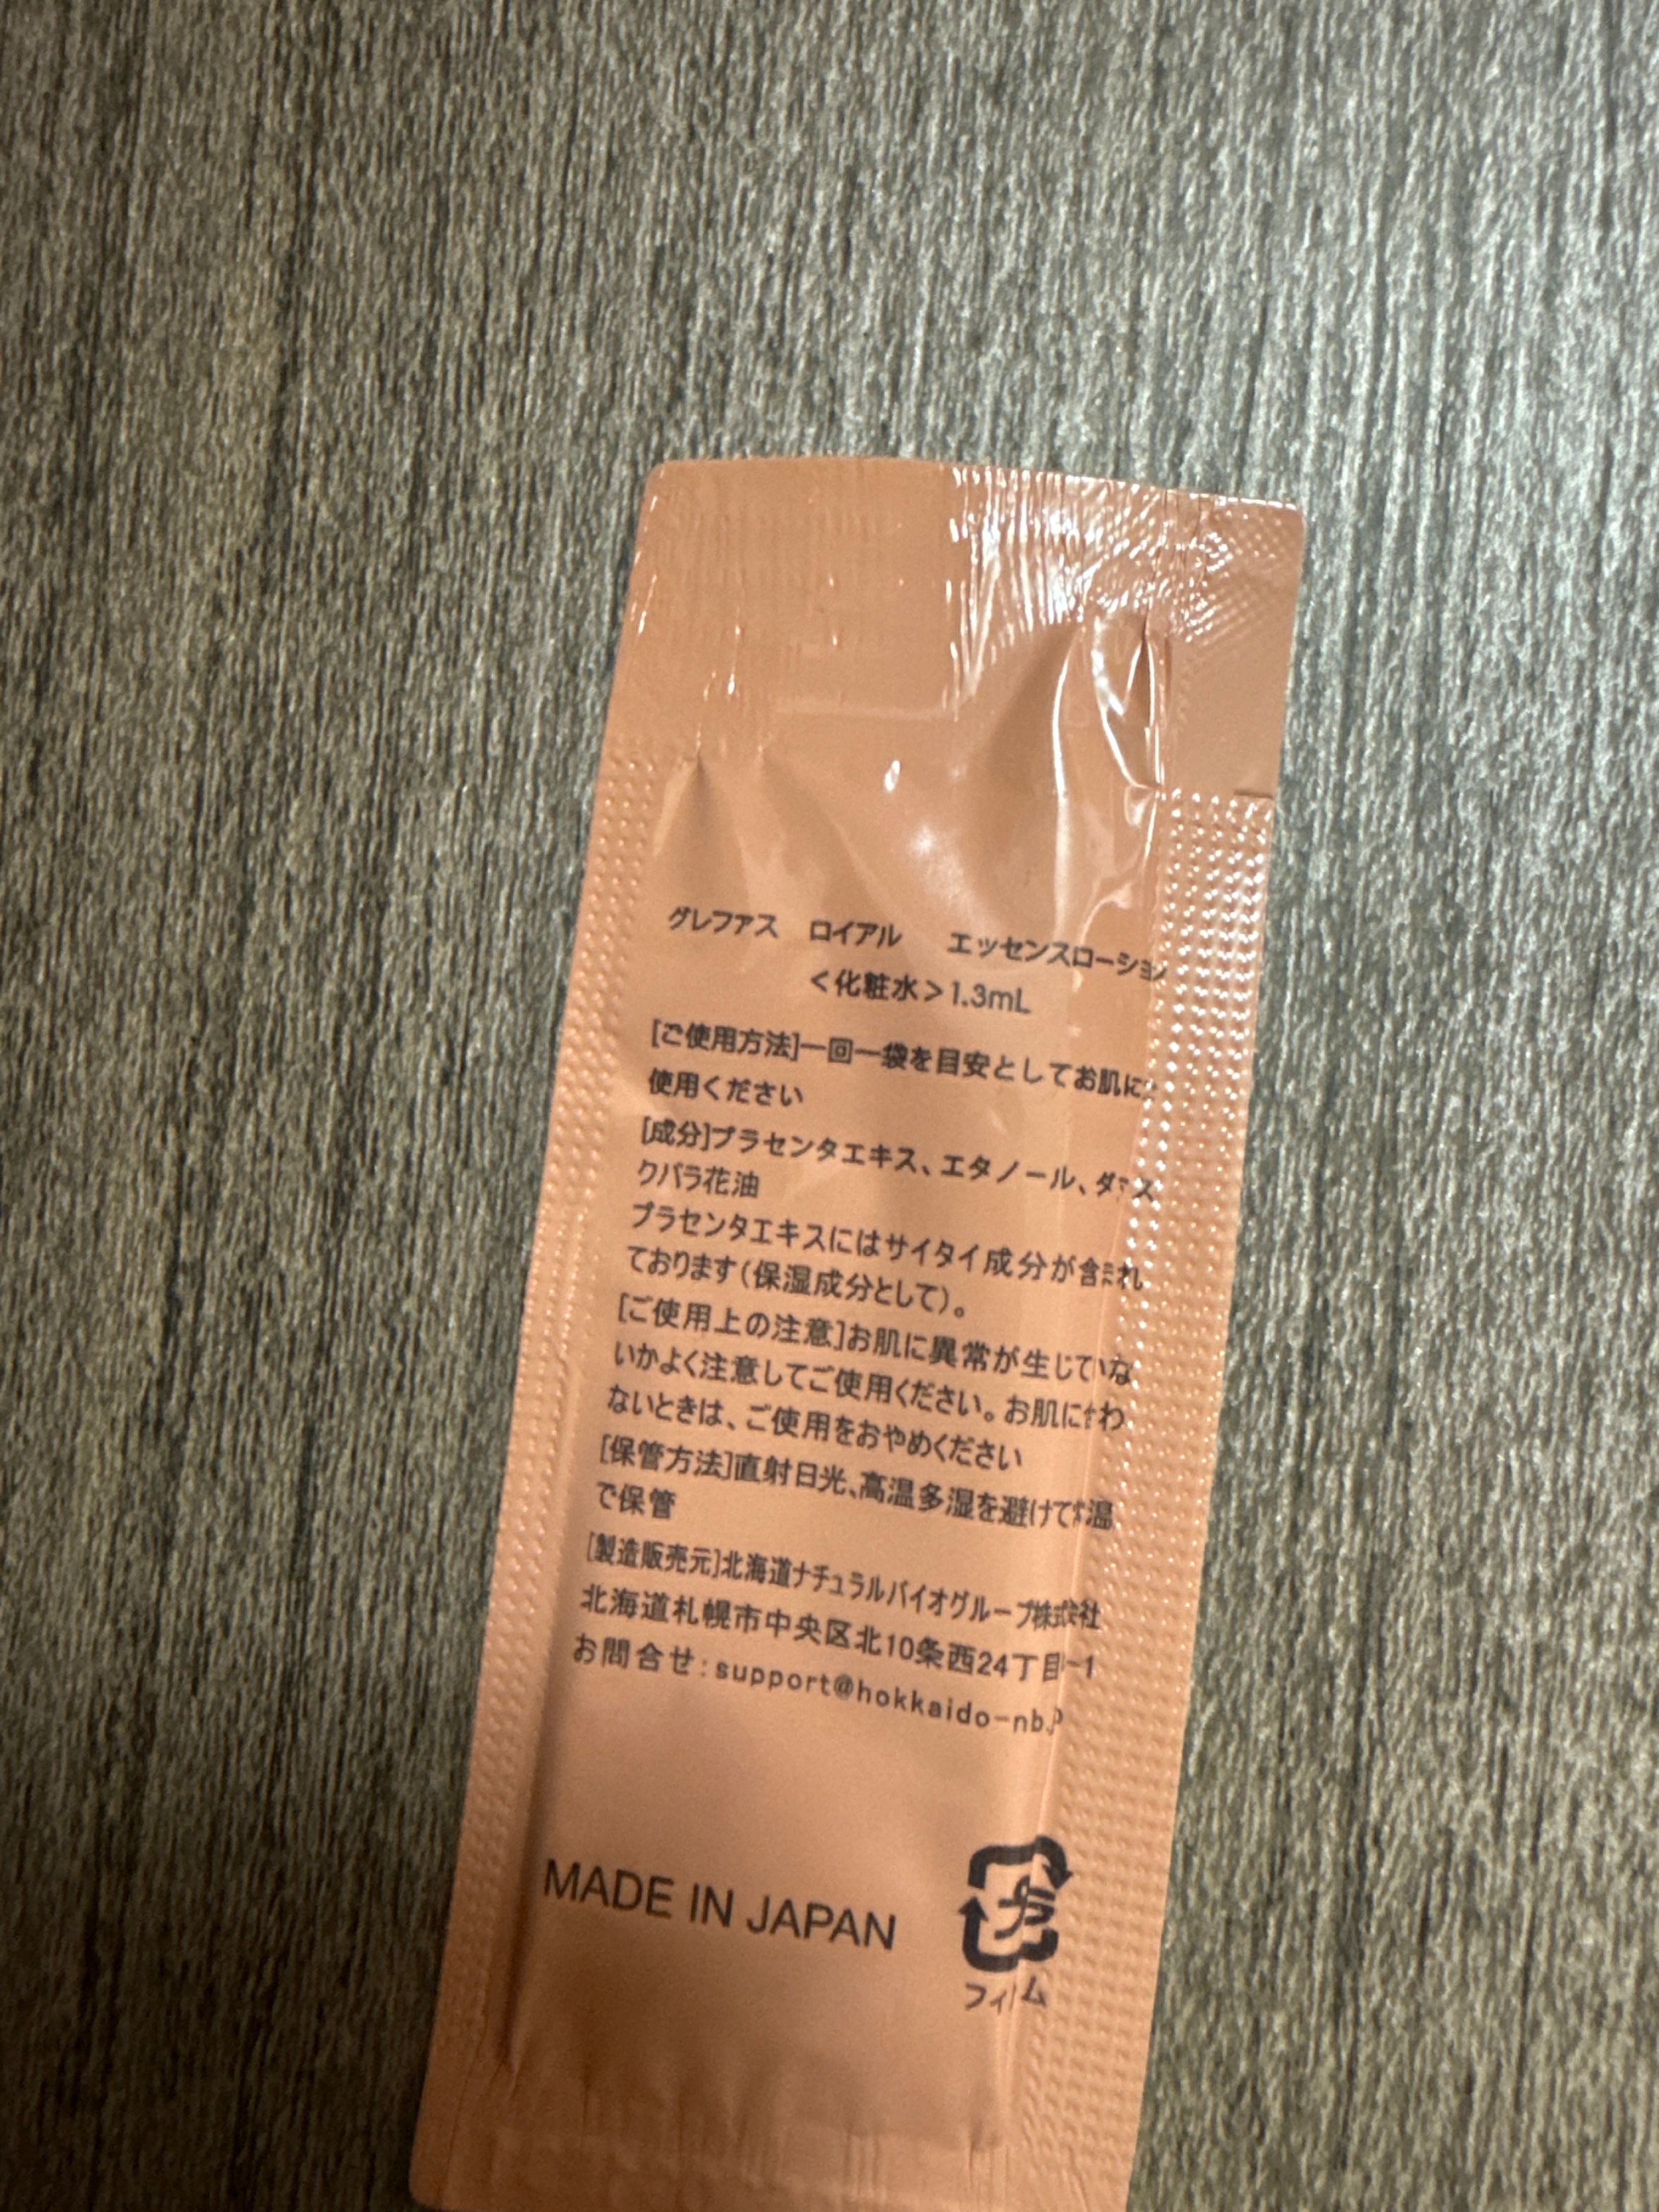 グレファス ロイアル エッセンスローション
<化粧水>1.3mL
[ご使用方法]一回一袋を目安としてお肌に
使用ください
[成分]プラセンタエキス、エタノール、ダマス
クバラ花油
プラセンタエキスにはサイタイ成分が含まれ
ております(保湿成分として)。
[ご使用上の注意]お肌に異常が生じていな
いかよく注意してご使用ください。お肌に合わ
ないときは、ご使用をおやめください
[保管方法]直射日光、高温多湿を避けて常温
で保管
[製造販売元]北海道ナチュラルバイオグループ株式会社
北海道札幌市中央区北10条西24丁目-1
お問合せ:support@hokkaido-nb.jp
MADE IN JAPAN
プラ
フィルム